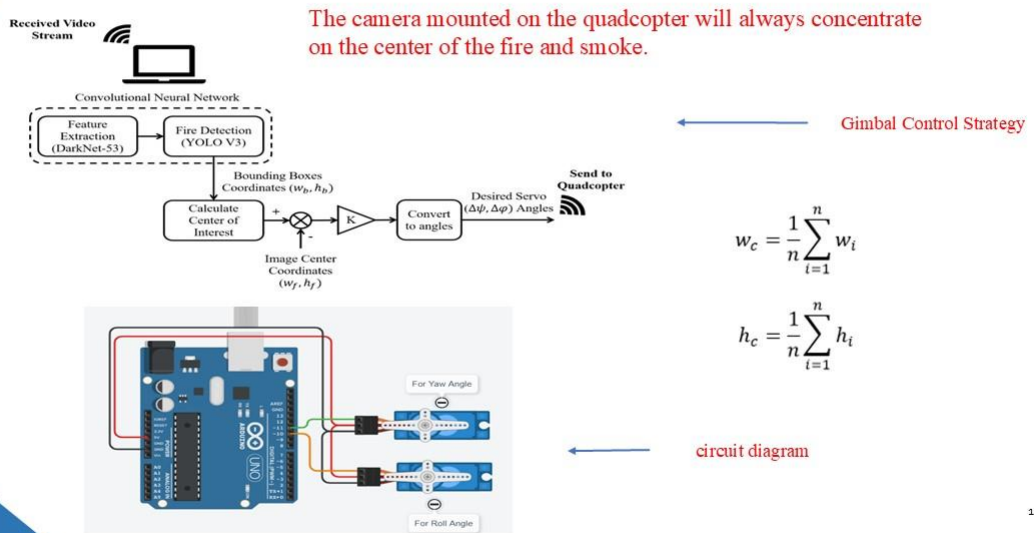 The camera mounted on the quadcopter will always concentrate
on the center of the fire and smoke.
Received Video
Stream
Convolutional Neural Network
Feature
Extraction
(DarkNet-53)
Fire Detection
(YOLO V3)
Bounding Boxes
Coordinates (w_b, h_b)
Calculate
Center of
Interest
+
-
K
Convert
to angles
Desired Servo
(Δψ, Δφ) Angles
Send to
Quadcopter
Image Center
Coordinates
(w_f, h_f)
Gimbal Control Strategy
w_c = 1/n ∑_{i=1}^{n} w_i
h_c = 1/n ∑_{i=1}^{n} h_i
For Yaw Angle
For Roll Angle
ARDUINO
UNO
circuit diagram
1